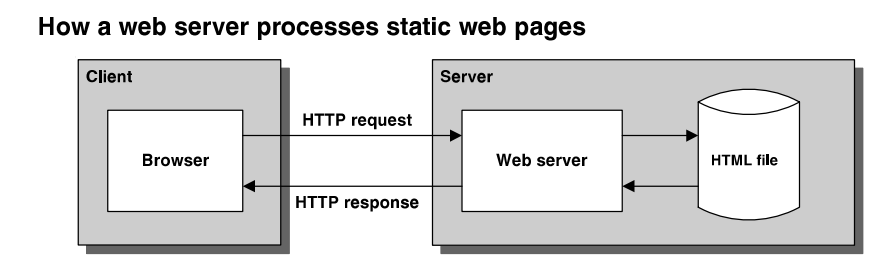 How a web server processes static web pages
Client
Server
HTTP request
Browser
Web server
HTML file
HTTP response